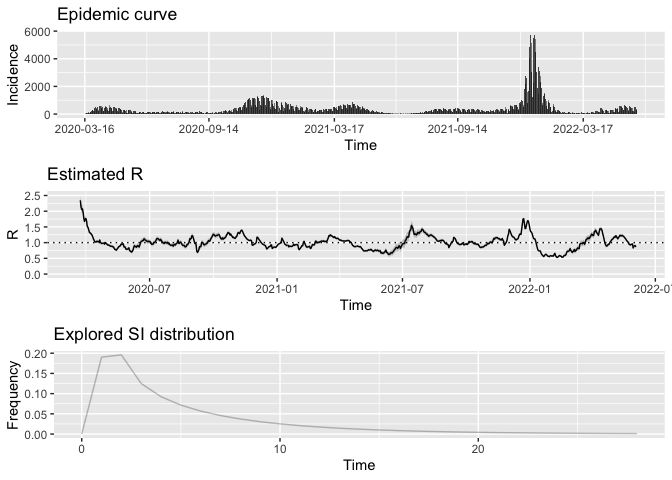 Epidemic curve
6000
4000
2000
0
Incidence
2020-03-16 2020-09-14 2021-03-17 2021-09-14 2022-03-17
Time
Estimated R
2.5
2.0
1.5
1.0
0.5
0.0
R
2020-07 2021-01 2021-07 2022-01 2022-07
Time
Explored SI distribution
0.20
0.15
0.10
0.05
0.00
Frequency
0 10 20
Time